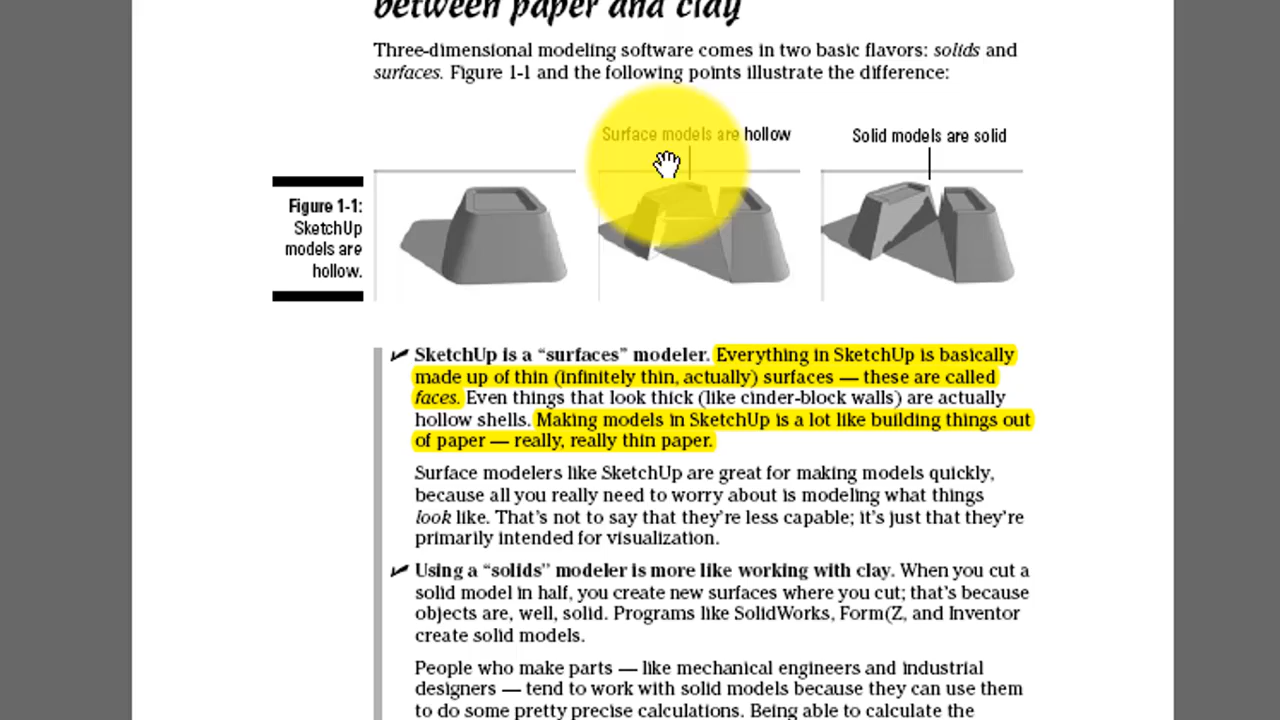 between paper and clay
Three-dimensional modeling software comes in two basic flavors: solids and
surfaces. Figure 1-1 and the following points illustrate the difference:
Surface models are hollow
Solid models are solid
Figure 1-1:
SketchUp
models are
hollow.
SketchUp is a “surfaces” modeler. Everything in SketchUp is basically
made up of thin (infinitely thin, actually) surfaces — these are called
faces. Even things that look thick (like cinder-block walls) are actually
hollow shells. Making models in SketchUp is a lot like building things out
of paper — really, really thin paper.
Surface modelers like SketchUp are great for making models quickly,
because all you really need to worry about is modeling what things
look like. That’s not to say that they’re less capable; it’s just that they’re
primarily intended for visualization.
Using a “solids” modeler is more like working with clay. When you cut a
solid model in half, you create new surfaces where you cut; that’s because
objects are, well, solid. Programs like SolidWorks, Form(Z, and Inventor
create solid models.
People who make parts — like mechanical engineers and industrial
designers — tend to work with solid models because they can use them
to do some pretty precise calculations. Being able to calculate the